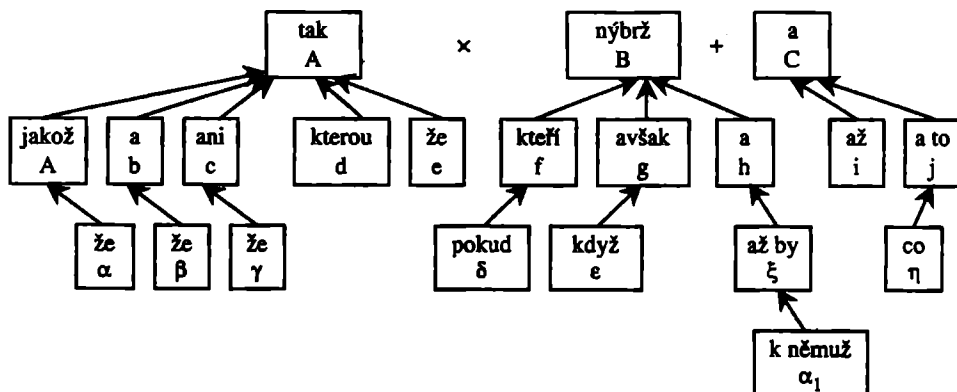 tak
A
×
nýbrž
B
+
a
C
jakož
A
a
b
ani
c
kterou
d
že
e
kteří
f
avšak
g
a
h
až
i
a to
j
že
α
že
β
že
γ
pokud
δ
když
ε
až by
ξ
co
η
k němuž
α₁